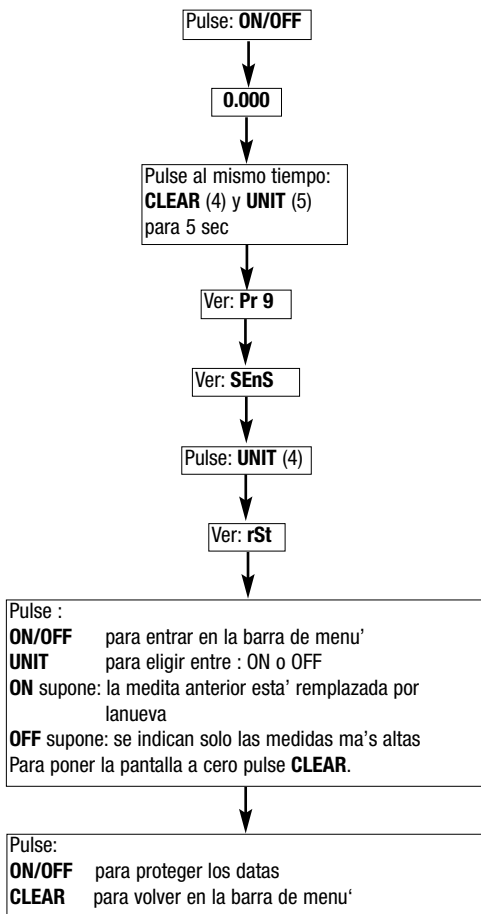 Pulse: ON/OFF
0.000
Pulse al mismo tiempo:
CLEAR (4) y UNIT (5)
para 5 sec
Ver: Pr 9
Ver: SEnS
Pulse: UNIT (4)
Ver: rSt
Pulse :
ON/OFF para entrar en la barra de menu'
UNIT para eligir entre : ON o OFF
ON supone: la medita anterior esta' remplazada por
lanueva
OFF supone: se indican solo las medidas ma's altas
Para poner la pantalla a cero pulse CLEAR.
Pulse:
ON/OFF para proteger los datas
CLEAR para volver en la barra de menu‘